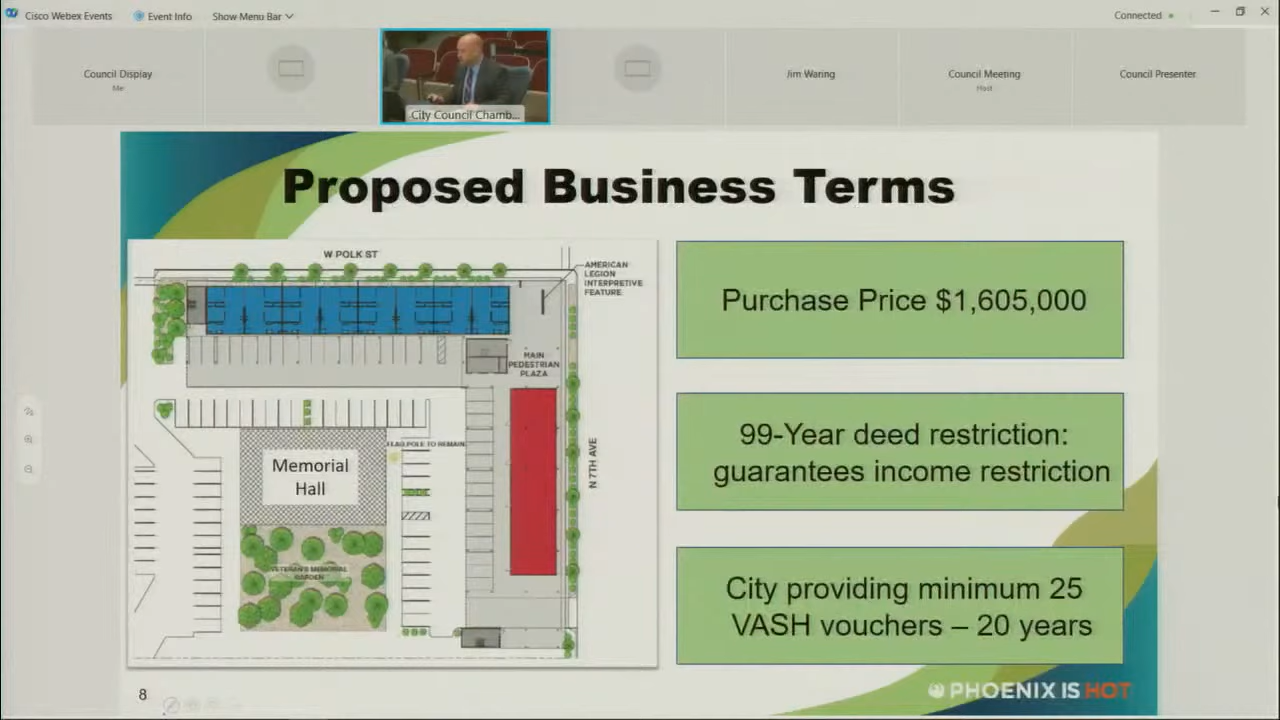 Cisco Webex Events
Event Info
Show Menu Bar
Connected
Council Display
Me
City Council Chamb...
Jim Waring
Council Meeting
Host
Council Presenter
Proposed Business Terms
W POLK ST
AMERICAN
LEGION
INTERPRETIVE
FEATURE
MAIN
PEDESTRIAN
PLAZA
FLAG POLE TO REMAIN
Memorial
Hall
N 7TH AVE
VETERAN'S MEMORIAL
GARDEN
Purchase Price $1,605,000
99-Year deed restriction:
guarantees income restriction
City providing minimum 25
VASH vouchers – 20 years
8
PHOENIX IS HOT